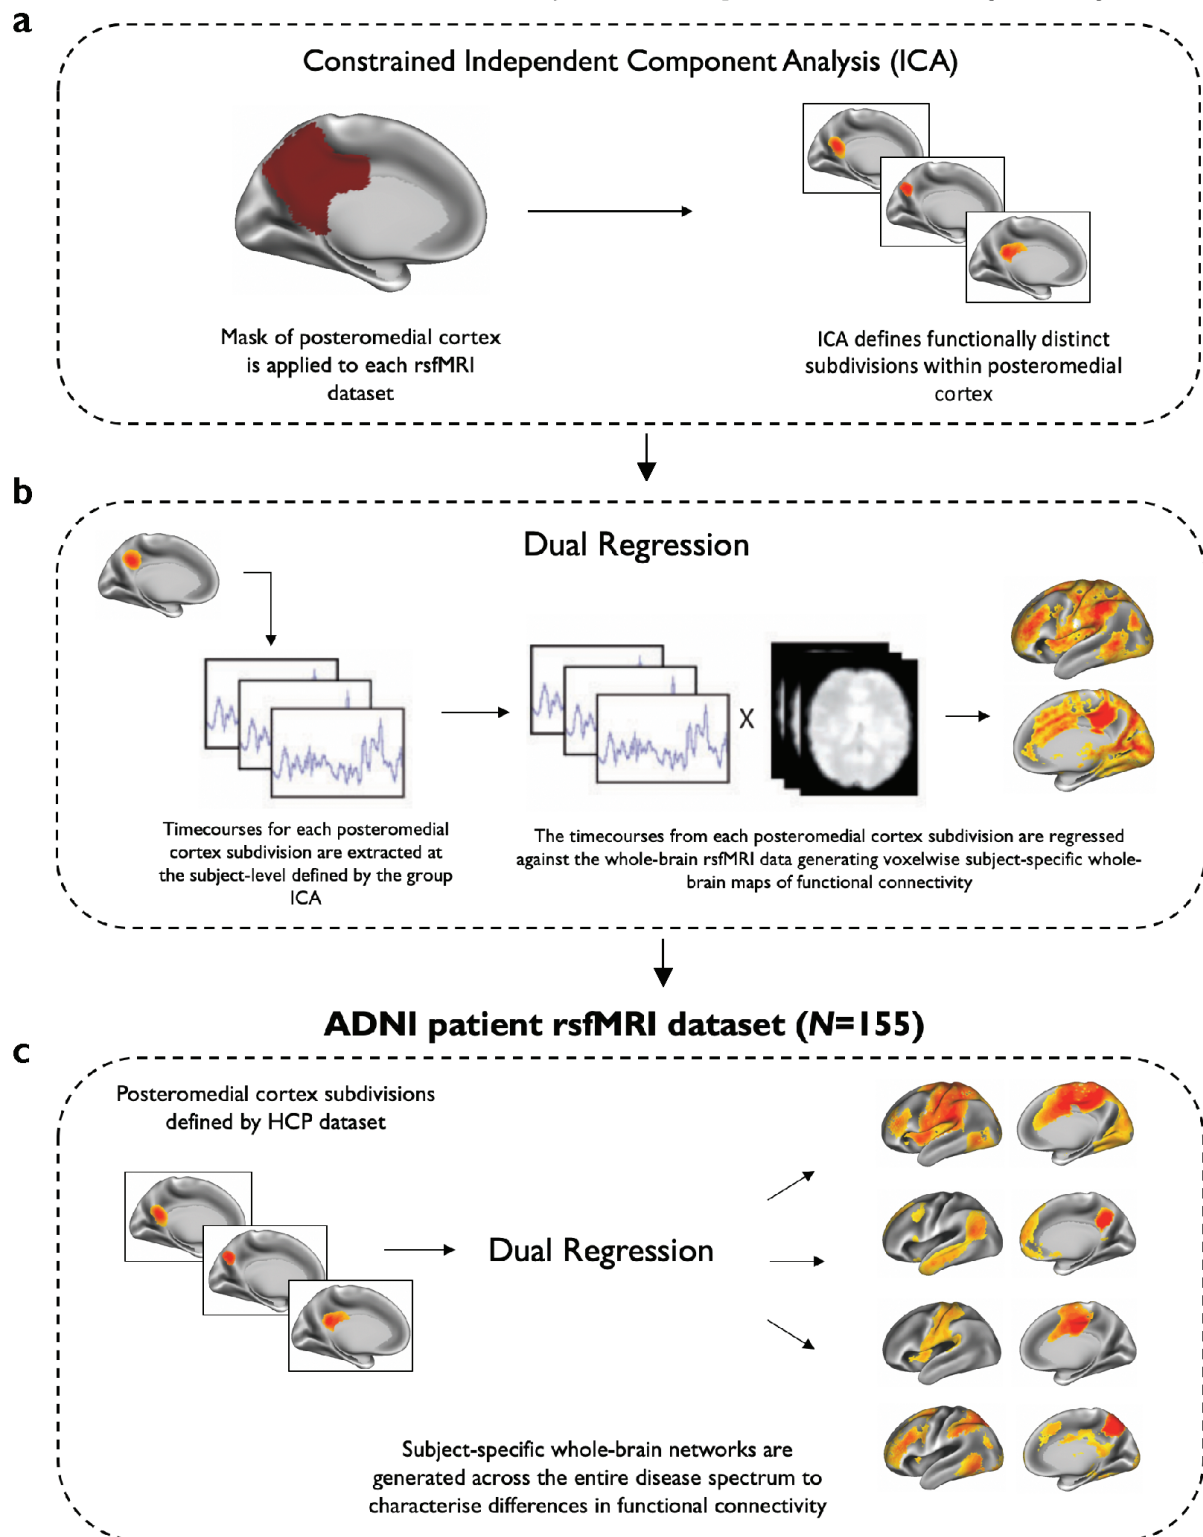 a
Constrained Independent Component Analysis (ICA)
Mask of posteromedial cortex
is applied to each rsfMRI
dataset
ICA defines functionally distinct
subdivisions within posteromedial
cortex
b
Dual Regression
X
Timecourses for each posteromedial
cortex subdivision are extracted at
the subject-level defined by the group
ICA
The timecourses from each posteromedial cortex subdivision are regressed
against the whole-brain rsfMRI data generating voxelwise subject-specific whole-
brain maps of functional connectivity
ADNI patient rsfMRI dataset (N=155)
c
Posteromedial cortex subdivisions
defined by HCP dataset
Dual Regression
Subject-specific whole-brain networks are
generated across the entire disease spectrum to
characterise differences in functional connectivity